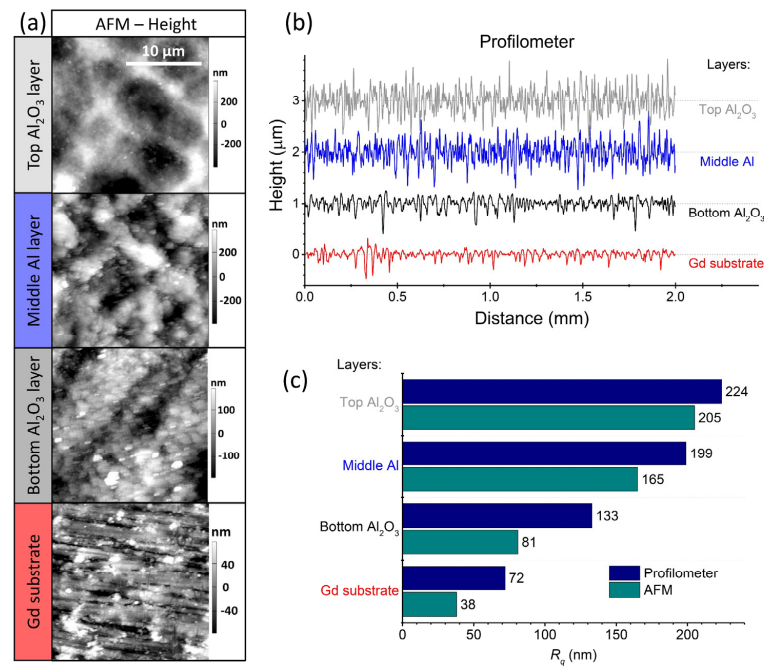 (a)
AFM – Height
Top Al₂O₃ layer
10 µm
nm
200
0
-200
Middle Al layer
200
0
-200
Bottom Al₂O₃ layer
nm
100
0
-100
Gd substrate
nm
40
0
-40
(b)
Profilometer
Layers:
Height (µm)
3
2
1
0
Top Al₂O₃
Middle Al
Bottom Al₂O₃
Gd substrate
0.0 0.5 1.0 1.5 2.0
Distance (mm)
(c)
Layers:
Top Al₂O₃
224
205
Middle Al
199
165
Bottom Al₂O₃
133
81
Gd substrate
72
38
Profilometer
AFM
0 50 100 150 200
Rq (nm)